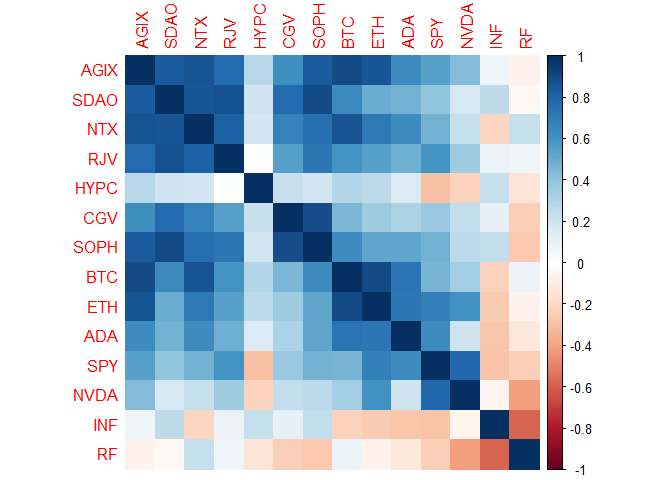 AGIX SDAO NTX RJV HYPC CGV SOPH BTC ETH ADA SPY NVDA INF RF
AGIX
SDAO
NTX
RJV
HYPC
CGV
SOPH
BTC
ETH
ADA
SPY
NVDA
INF
RF
1
0.8
0.6
0.4
0.2
0
-0.2
-0.4
-0.6
-0.8
-1